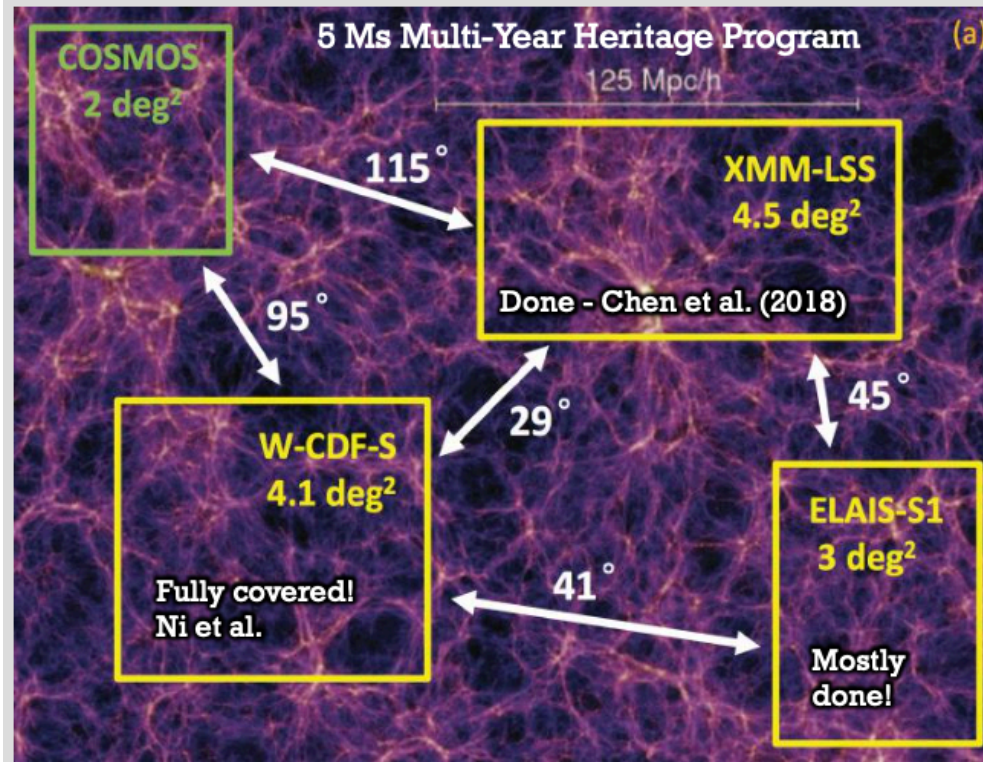 5 Ms Multi-Year Heritage Program
(a)
125 Mpc/h
COSMOS
2 deg²
115°
XMM-LSS
4.5 deg²
Done - Chen et al. (2018)
95°
29°
45°
W-CDF-S
4.1 deg²
Fully covered!
Ni et al.
41°
ELAIS-S1
3 deg²
Mostly
done!